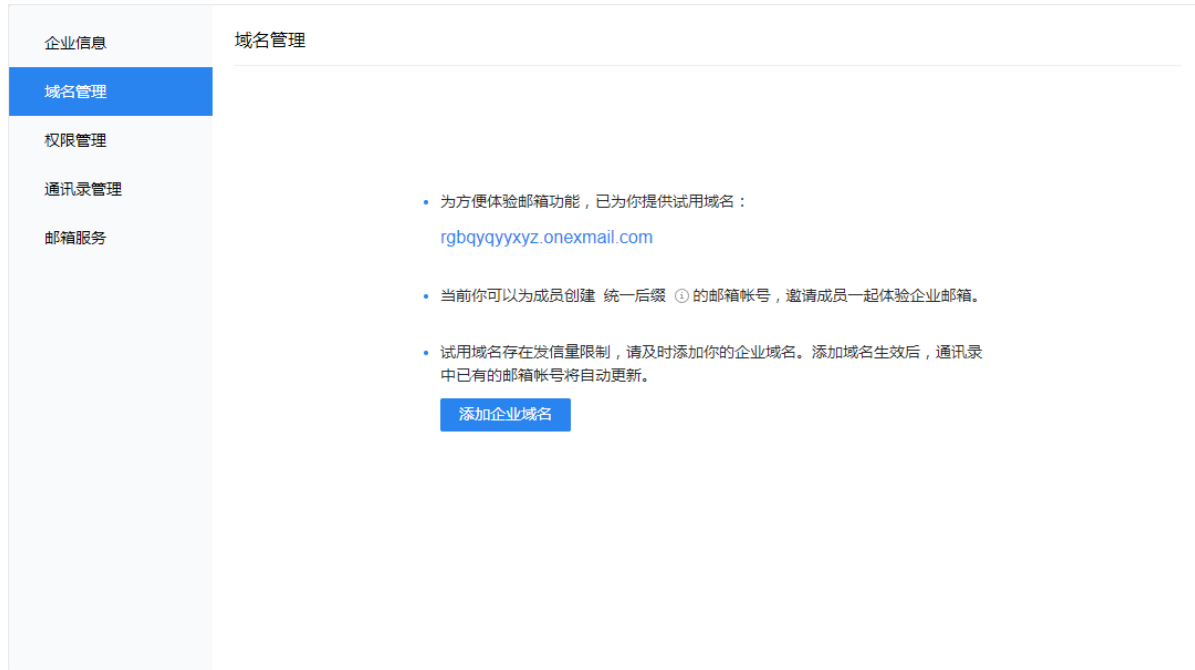 企业信息
域名管理
权限管理
通讯录管理
邮箱服务
域名管理
为方便体验邮箱功能，已为你提供试用域名：
rgbqyqyyxyz.onexmail.com
当前你可以为成员创建 统一后缀 的邮箱帐号，邀请成员一起体验企业邮箱。
试用域名存在发信量限制，请及时添加你的企业域名。添加域名生效后，通讯录
中已有的邮箱帐号将自动更新。
添加企业域名